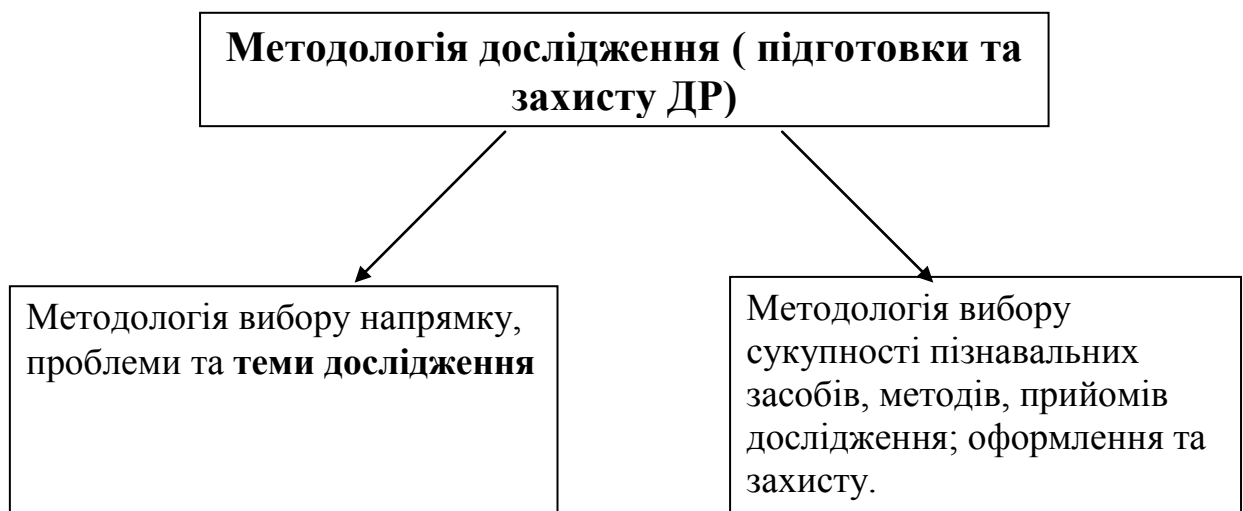 Методологія дослідження ( підготовки та
захисту ДР)
Методологія вибору напрямку,
проблеми та теми дослідження
Методологія вибору
сукупності пізнавальних
засобів, методів, прийомів
дослідження; оформлення та
захисту.